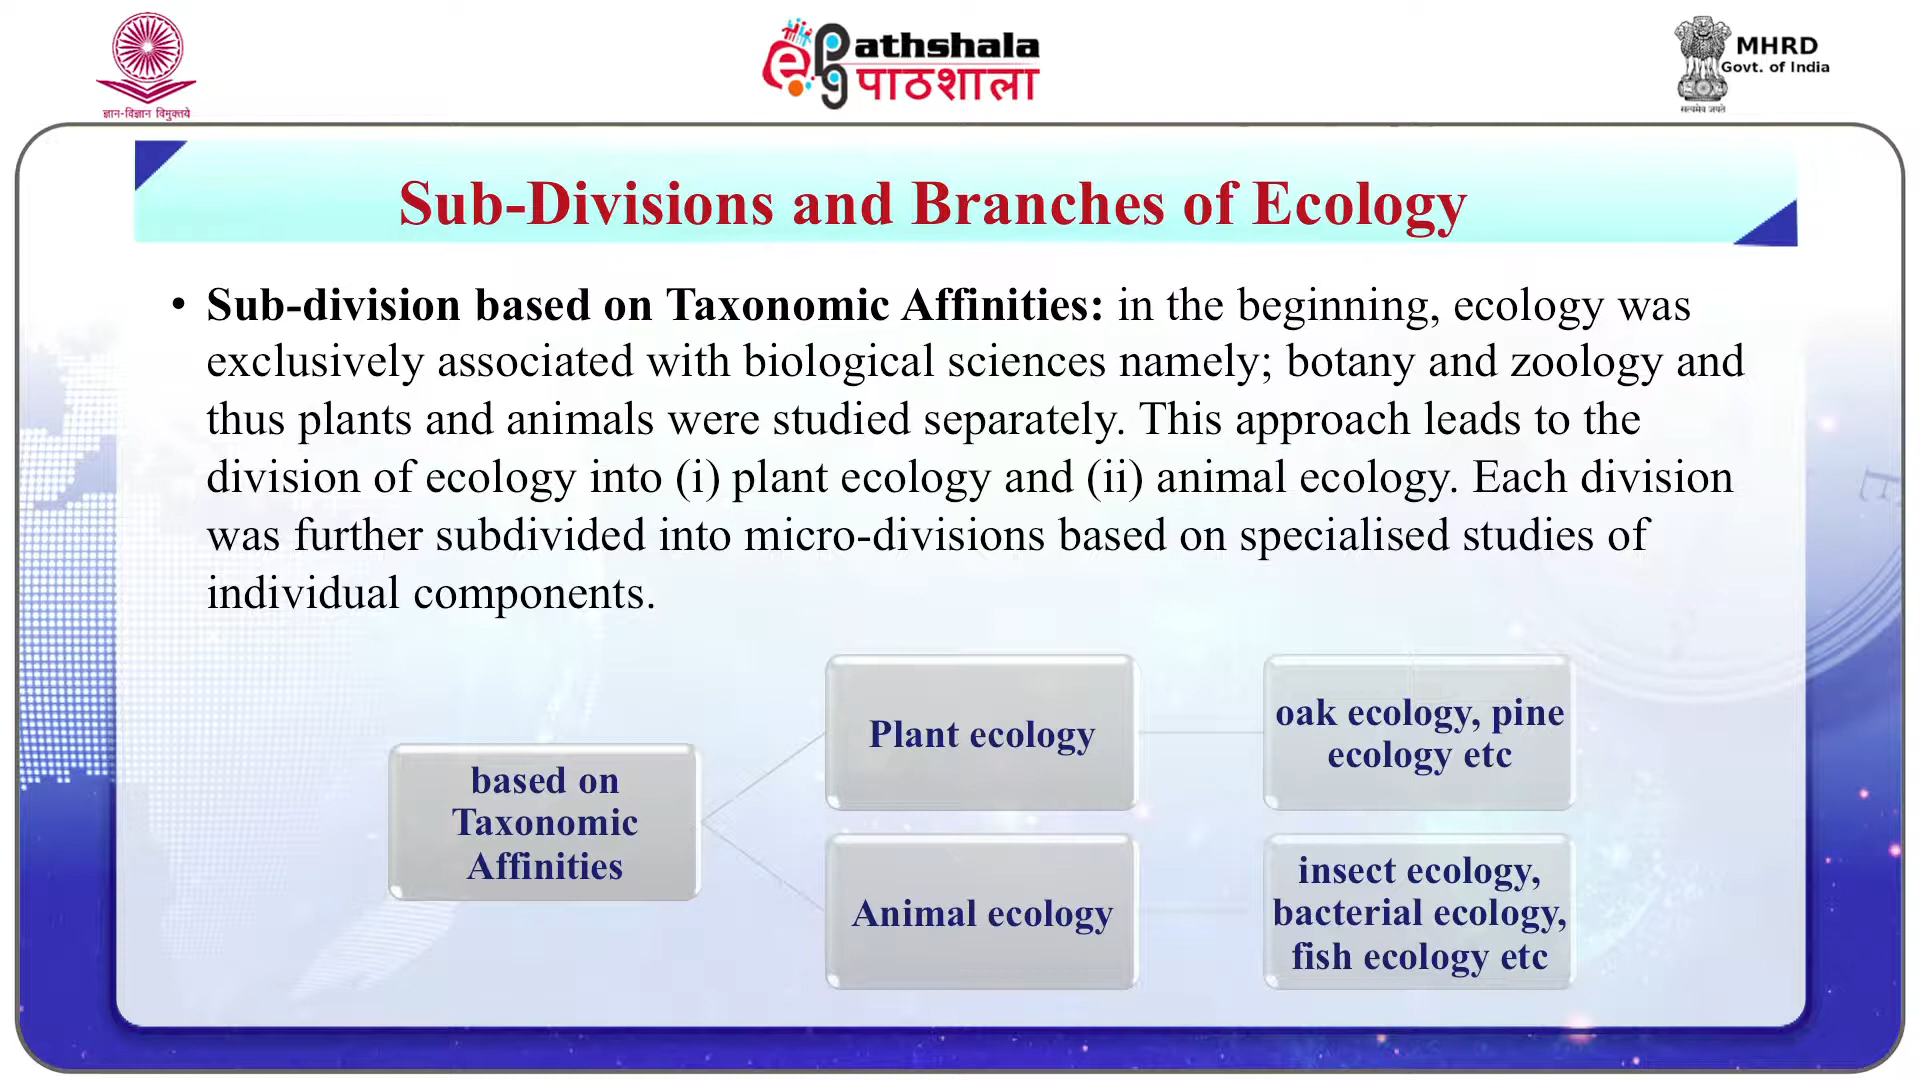 ज्ञान-विज्ञान विमुक्तये
ePG
athshala
पाठशाला
MHRD
Govt. of India
सत्यमेव जयते
Sub-Divisions and Branches of Ecology
• Sub-division based on Taxonomic Affinities: in the beginning, ecology was
exclusively associated with biological sciences namely; botany and zoology and
thus plants and animals were studied separately. This approach leads to the
division of ecology into (i) plant ecology and (ii) animal ecology. Each division
was further subdivided into micro-divisions based on specialised studies of
individual components.
based on
Taxonomic
Affinities
Plant ecology
oak ecology, pine
ecology etc
Animal ecology
insect ecology,
bacterial ecology,
fish ecology etc